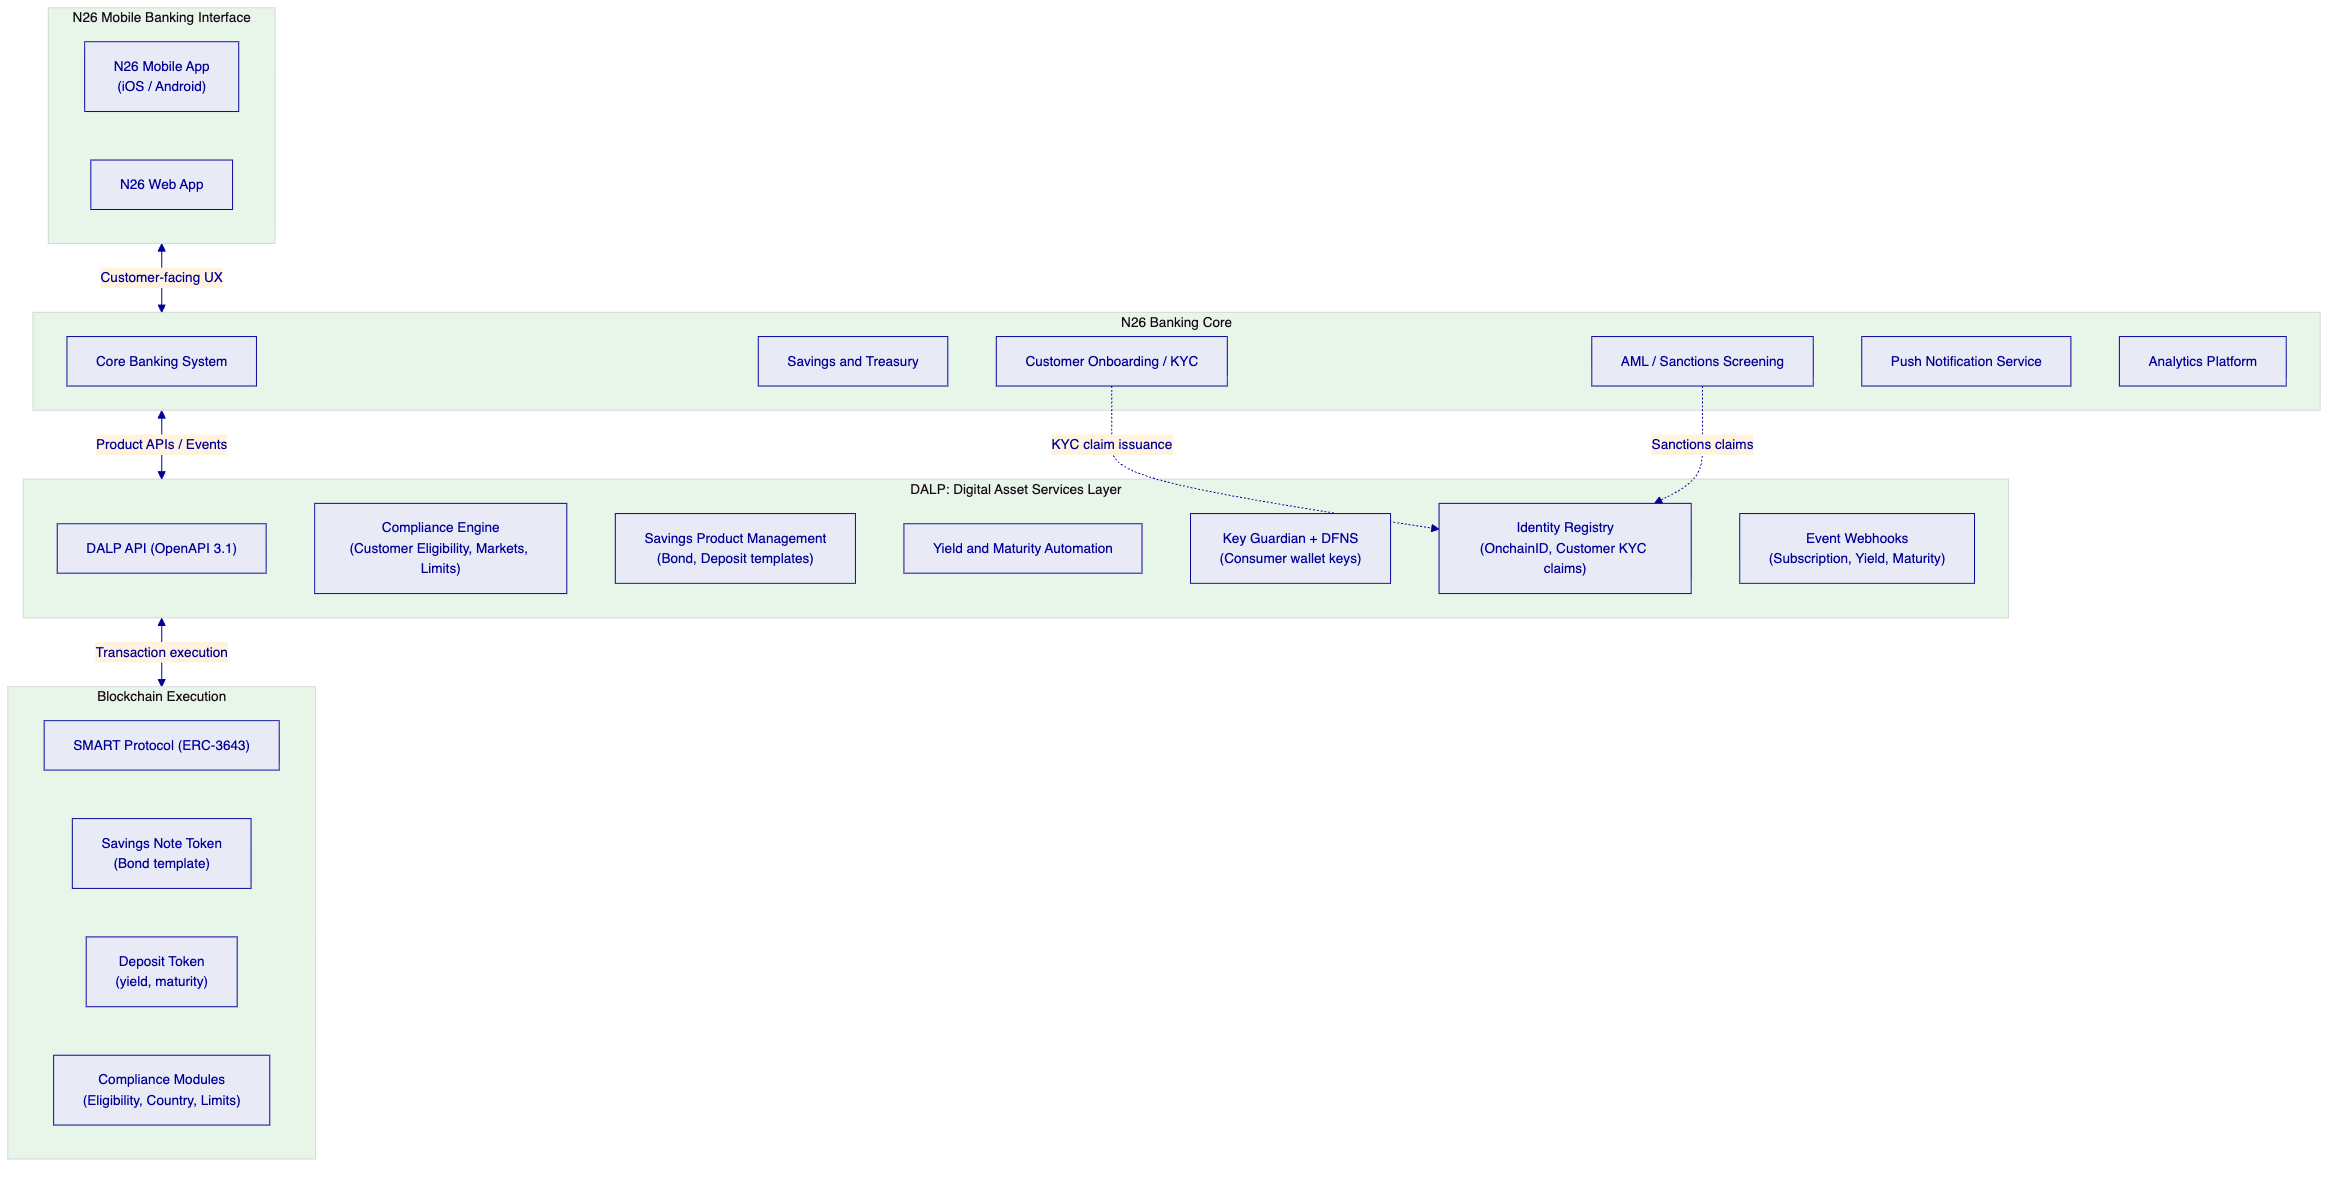 N26 Mobile Banking Interface
N26 Mobile App
(iOS / Android)
N26 Web App
Customer-facing UX
N26 Banking Core
Core Banking System
Savings and Treasury
Customer Onboarding / KYC
AML / Sanctions Screening
Push Notification Service
Analytics Platform
Product APIs / Events
KYC claim issuance
Sanctions claims
DALP: Digital Asset Services Layer
DALP API (OpenAPI 3.1)
Compliance Engine
(Customer Eligibility, Markets,
Limits)
Savings Product Management
(Bond, Deposit templates)
Yield and Maturity Automation
Key Guardian + DFNS
(Consumer wallet keys)
Identity Registry
(OnchainID, Customer KYC
claims)
Event Webhooks
(Subscription, Yield, Maturity)
Transaction execution
Blockchain Execution
SMART Protocol (ERC-3643)
Savings Note Token
(Bond template)
Deposit Token
(yield, maturity)
Compliance Modules
(Eligibility, Country, Limits)